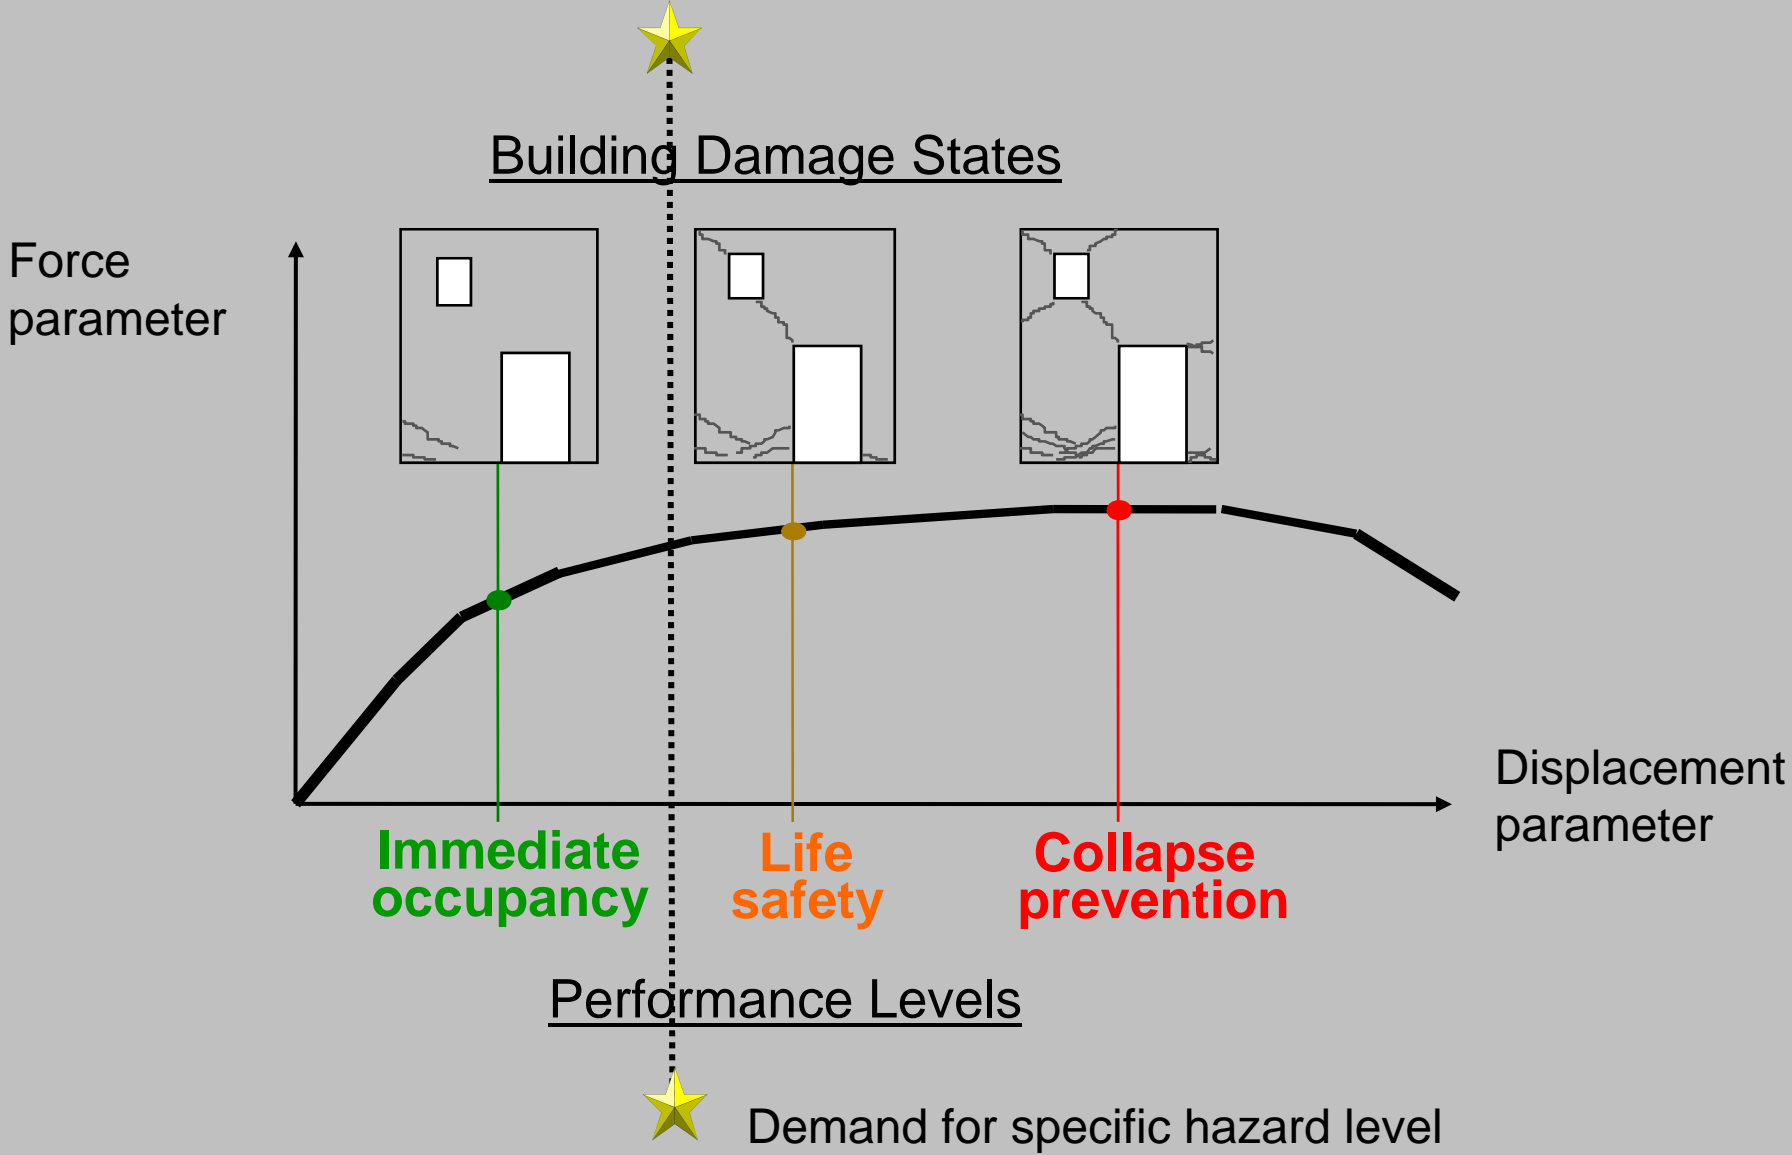 Building Damage States
Force
parameter
Displacement
parameter
Immediate
occupancy
Life
safety
Collapse
prevention
Performance Levels
Demand for specific hazard level